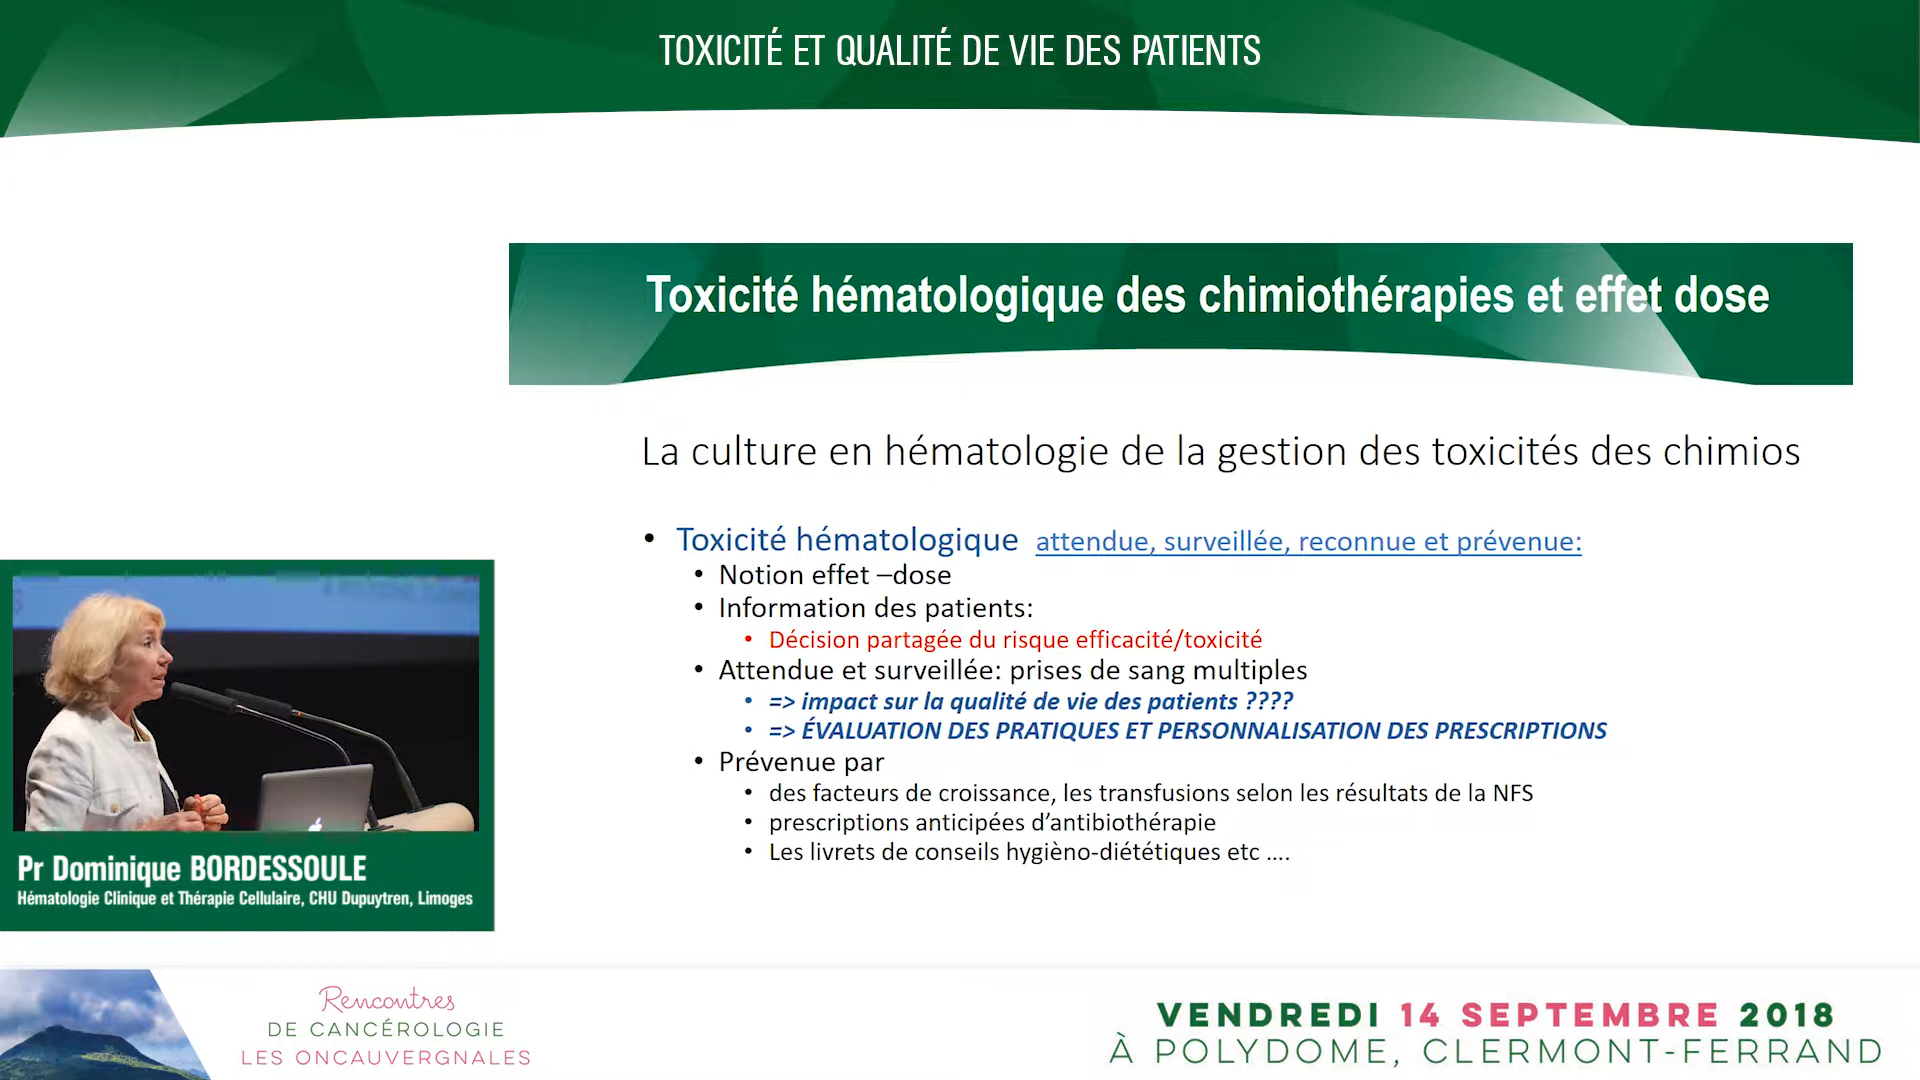 TOXICITÉ ET QUALITÉ DE VIE DES PATIENTS
Toxicité hématologique des chimiothérapies et effet dose
La culture en hématologie de la gestion des toxicités des chimios
• Toxicité hématologique attendue, surveillée, reconnue et prévenue:
• Notion effet –dose
• Information des patients:
• Décision partagée du risque efficacité/toxicité
• Attendue et surveillée: prises de sang multiples
• => impact sur la qualité de vie des patients ????
• => ÉVALUATION DES PRATIQUES ET PERSONNALISATION DES PRESCRIPTIONS
• Prévenue par
• des facteurs de croissance, les transfusions selon les résultats de la NFS
• prescriptions anticipées d’antibiothérapie
• Les livrets de conseils hygièno-diététiques etc ....
Pr Dominique BORDESSOULE
Hématologie Clinique et Thérapie Cellulaire, CHU Dupuytren, Limoges
Rencontres
DE CANCÉROLOGIE
LES ONCAUVERGNALES
VENDREDI 14 SEPTEMBRE 2018
À POLYDOME, CLERMONT-FERRAND